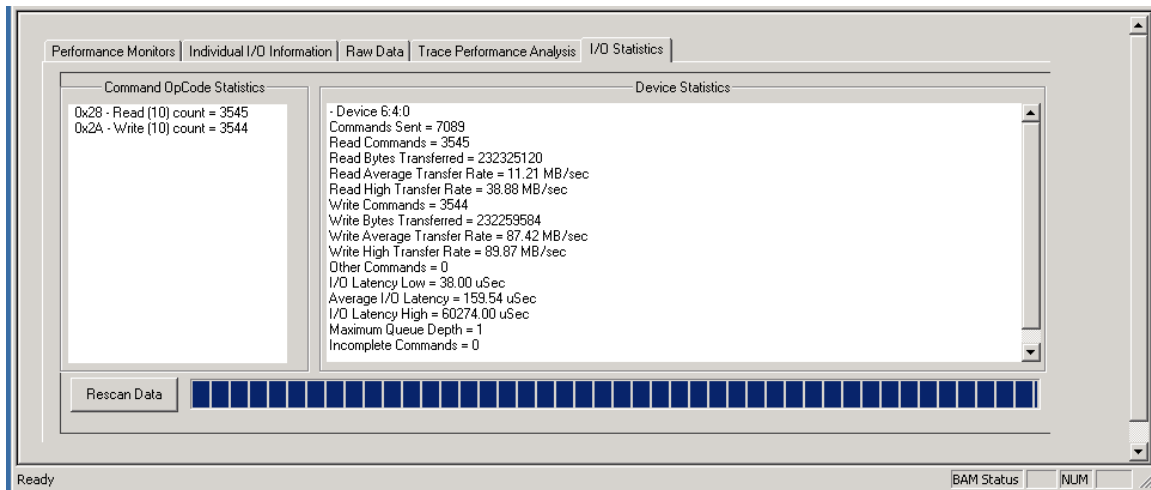 Performance Monitors Individual I/O Information Raw Data Trace Performance Analysis I/O Statistics
Command OpCode Statistics
0x28 - Read (10) count = 3545
0x2A - Write (10) count = 3544
Device Statistics
- Device 6:4:0
Commands Sent = 7089
Read Commands = 3545
Read Bytes Transferred = 232325120
Read Average Transfer Rate = 11.21 MB/sec
Read High Transfer Rate = 38.88 MB/sec
Write Commands = 3544
Write Bytes Transferred = 232259584
Write Average Transfer Rate = 87.42 MB/sec
Write High Transfer Rate = 89.87 MB/sec
Other Commands = 0
I/O Latency Low = 38.00 uSec
Average I/O Latency = 159.54 uSec
I/O Latency High = 60274.00 uSec
Maximum Queue Depth = 1
Incomplete Commands = 0
Rescan Data
Ready BAM Status NUM